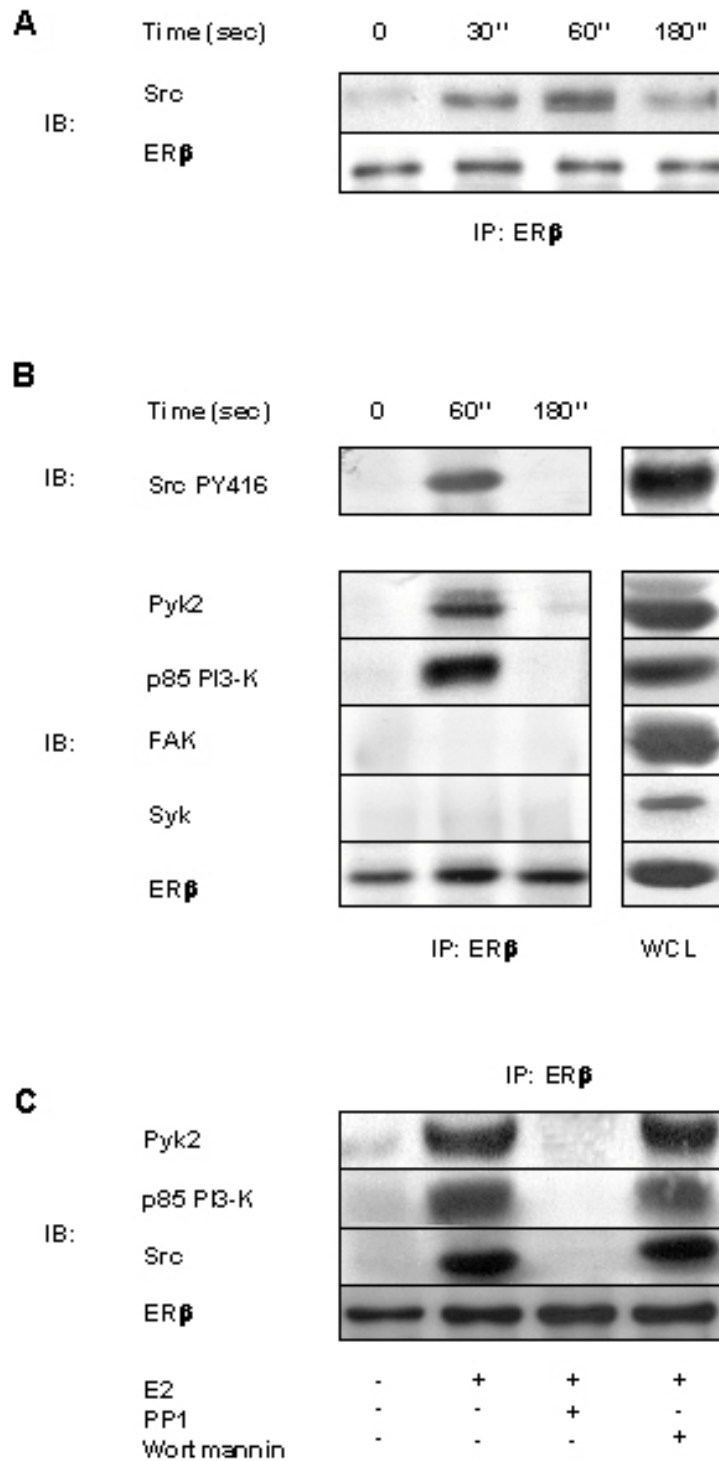 A
Time (sec) 0 30" 60" 180"
IB:
Src
ERβ
IP: ERβ
B
Time (sec) 0 60" 180"
IB: Src PY416
Pyk2
p85 PI3-K
IB: FAK
Syk
ERβ
IP: ERβ WCL
IP: ERβ
C
Pyk2
p85 PI3-K
IB:
Src
ERβ
E2 - + + +
PP1 - - + -
Wortmannin - - - +